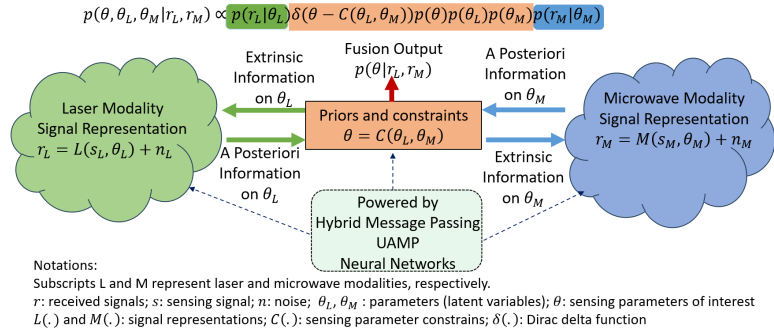 p(θ, θ_L, θ_M|r_L, r_M) ∝ p(r_L|θ_L)δ(θ − C(θ_L, θ_M))p(θ)p(θ_L)p(θ_M)p(r_M|θ_M)
Fusion Output
p(θ|r_L, r_M)
Extrinsic
Information
on θ_L
A Posteriori
Information
on θ_M
Laser Modality
Signal Representation
r_L = L(s_L, θ_L) + n_L
Priors and constraints
θ = C(θ_L, θ_M)
Microwave Modality
Signal Representation
r_M = M(s_M, θ_M) + n_M
A Posteriori
Information
on θ_L
Extrinsic
Information
on θ_M
Powered by
Hybrid Message Passing
UAMP
Neural Networks
Notations:
Subscripts L and M represent laser and microwave modalities, respectively.
r: received signals; s: sensing signal; n: noise; θ_L, θ_M : parameters (latent variables); θ: sensing parameters of interest
L(.) and M(.): signal representations; C(.): sensing parameter constrains; δ(.): Dirac delta function